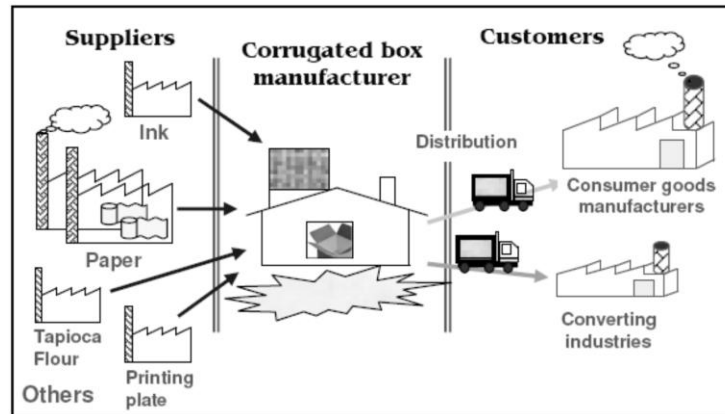 Suppliers
Corrugated box
manufacturer
Customers
Ink
Distribution
Consumer goods
manufacturers
Paper
Tapioca
Flour
Printing
plate
Converting
industries
Others